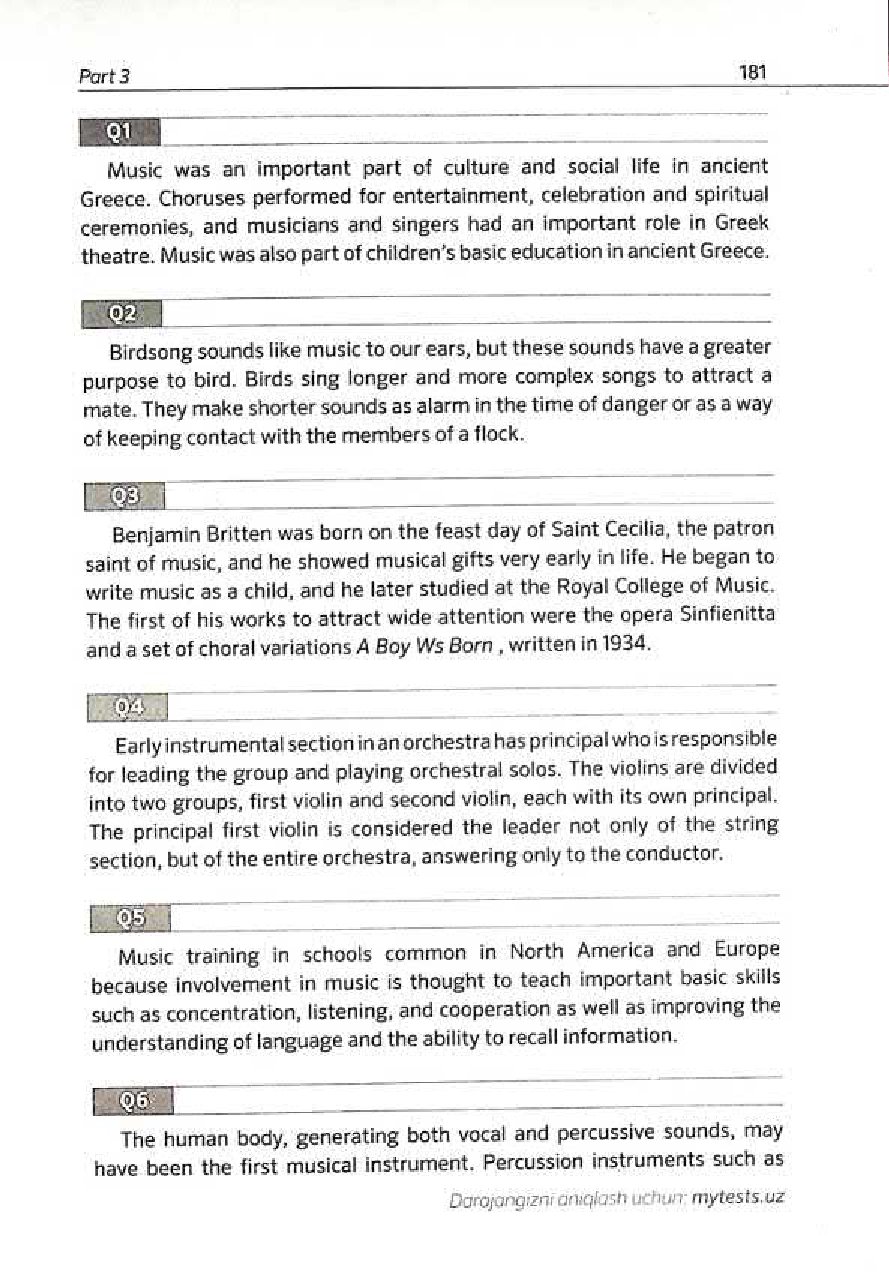 Part 3
181
Q1
Music was an important part of culture and social life in ancient
Greece. Choruses performed for entertainment, celebration and spiritual
ceremonies, and musicians and singers had an important role in Greek
theatre. Music was also part of children's basic education in ancient Greece.
Q2
Birdsong sounds like music to our ears, but these sounds have a greater
purpose to bird. Birds sing longer and more complex songs to attract a
mate. They make shorter sounds as alarm in the time of danger or as a way
of keeping contact with the members of a flock.
Q3
Benjamin Britten was born on the feast day of Saint Cecilia, the patron
saint of music, and he showed musical gifts very early in life. He began to
write music as a child, and he later studied at the Royal College of Music.
The first of his works to attract wide attention were the opera Sinfienitta
and a set of choral variations A Boy Ws Born , written in 1934.
Q4
Early instrumental section in an orchestra has principal who is responsible
for leading the group and playing orchestral solos. The violins are divided
into two groups, first violin and second violin, each with its own principal.
The principal first violin is considered the leader not only of the string
section, but of the entire orchestra, answering only to the conductor.
Q5
Music training in schools common in North America and Europe
because involvement in music is thought to teach important basic skills
such as concentration, listening, and cooperation as well as improving the
understanding of language and the ability to recall information.
Q6
The human body, generating both vocal and percussive sounds, may
have been the first musical instrument. Percussion instruments such as
Darajangizni aniqlash uchun: mytests.uz